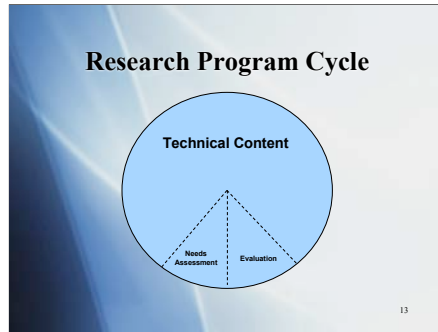 Research Program Cycle
Technical Content
Needs
Assessment
Evaluation
13